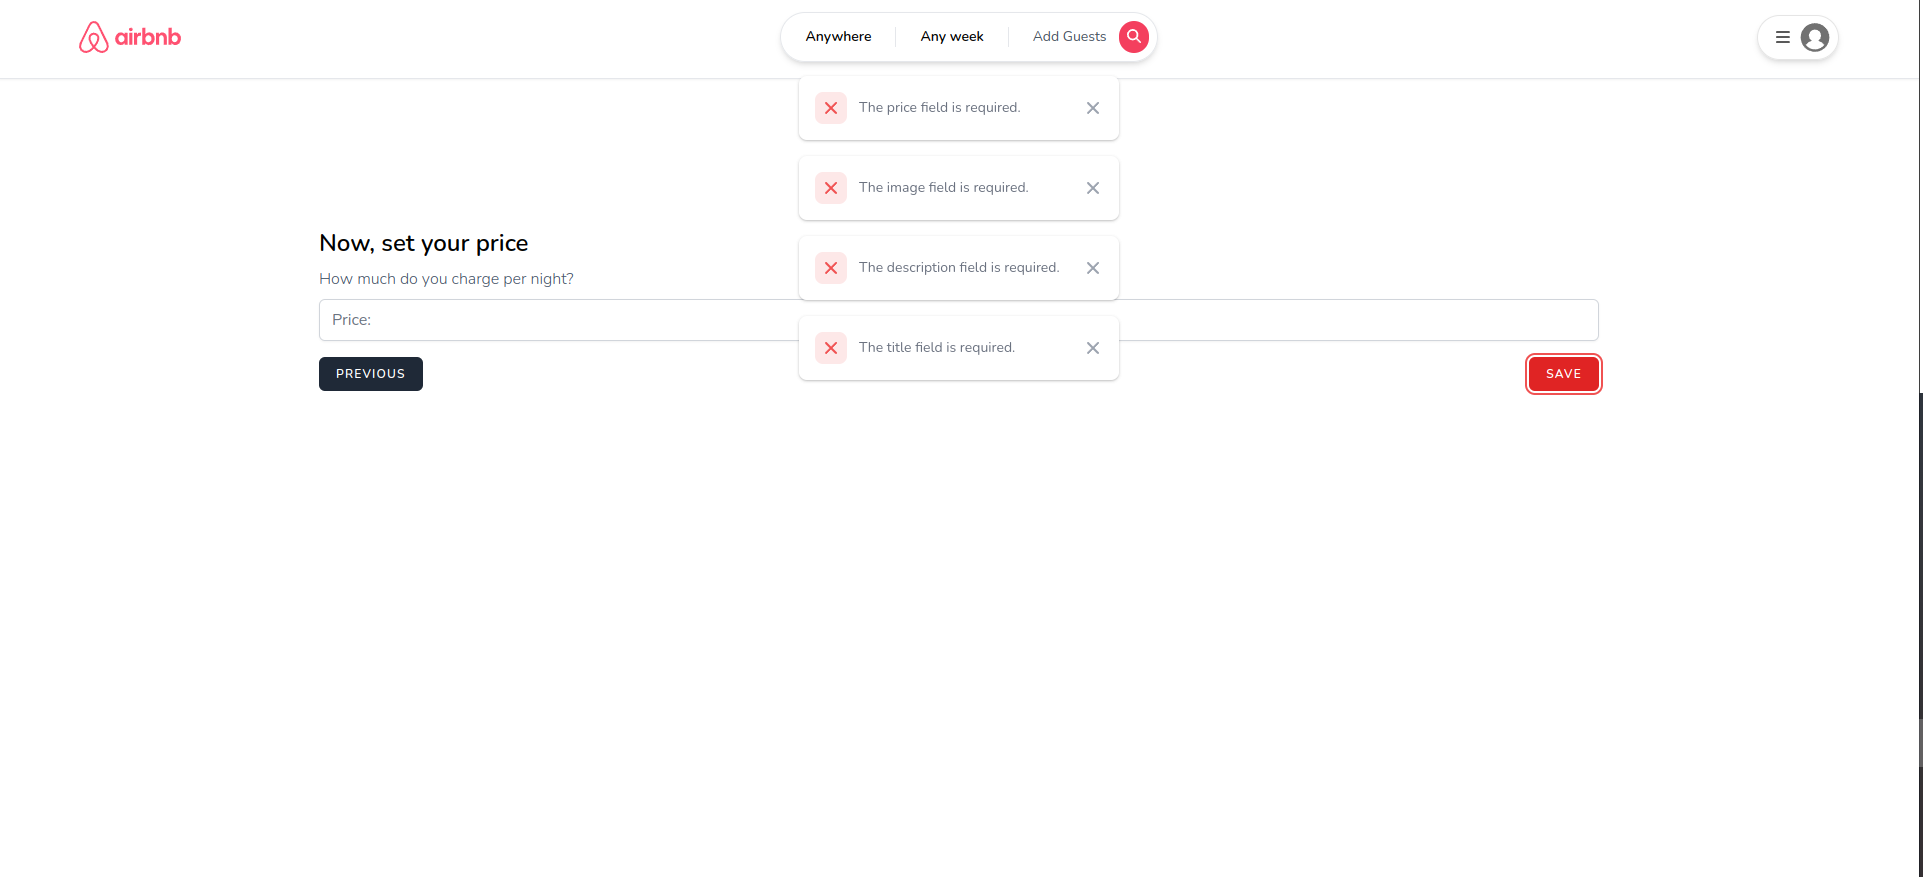 airbnb
Anywhere
Any week
Add Guests
The price field is required.
The image field is required.
Now, set your price
The description field is required.
How much do you charge per night?
Price:
The title field is required.
PREVIOUS
SAVE